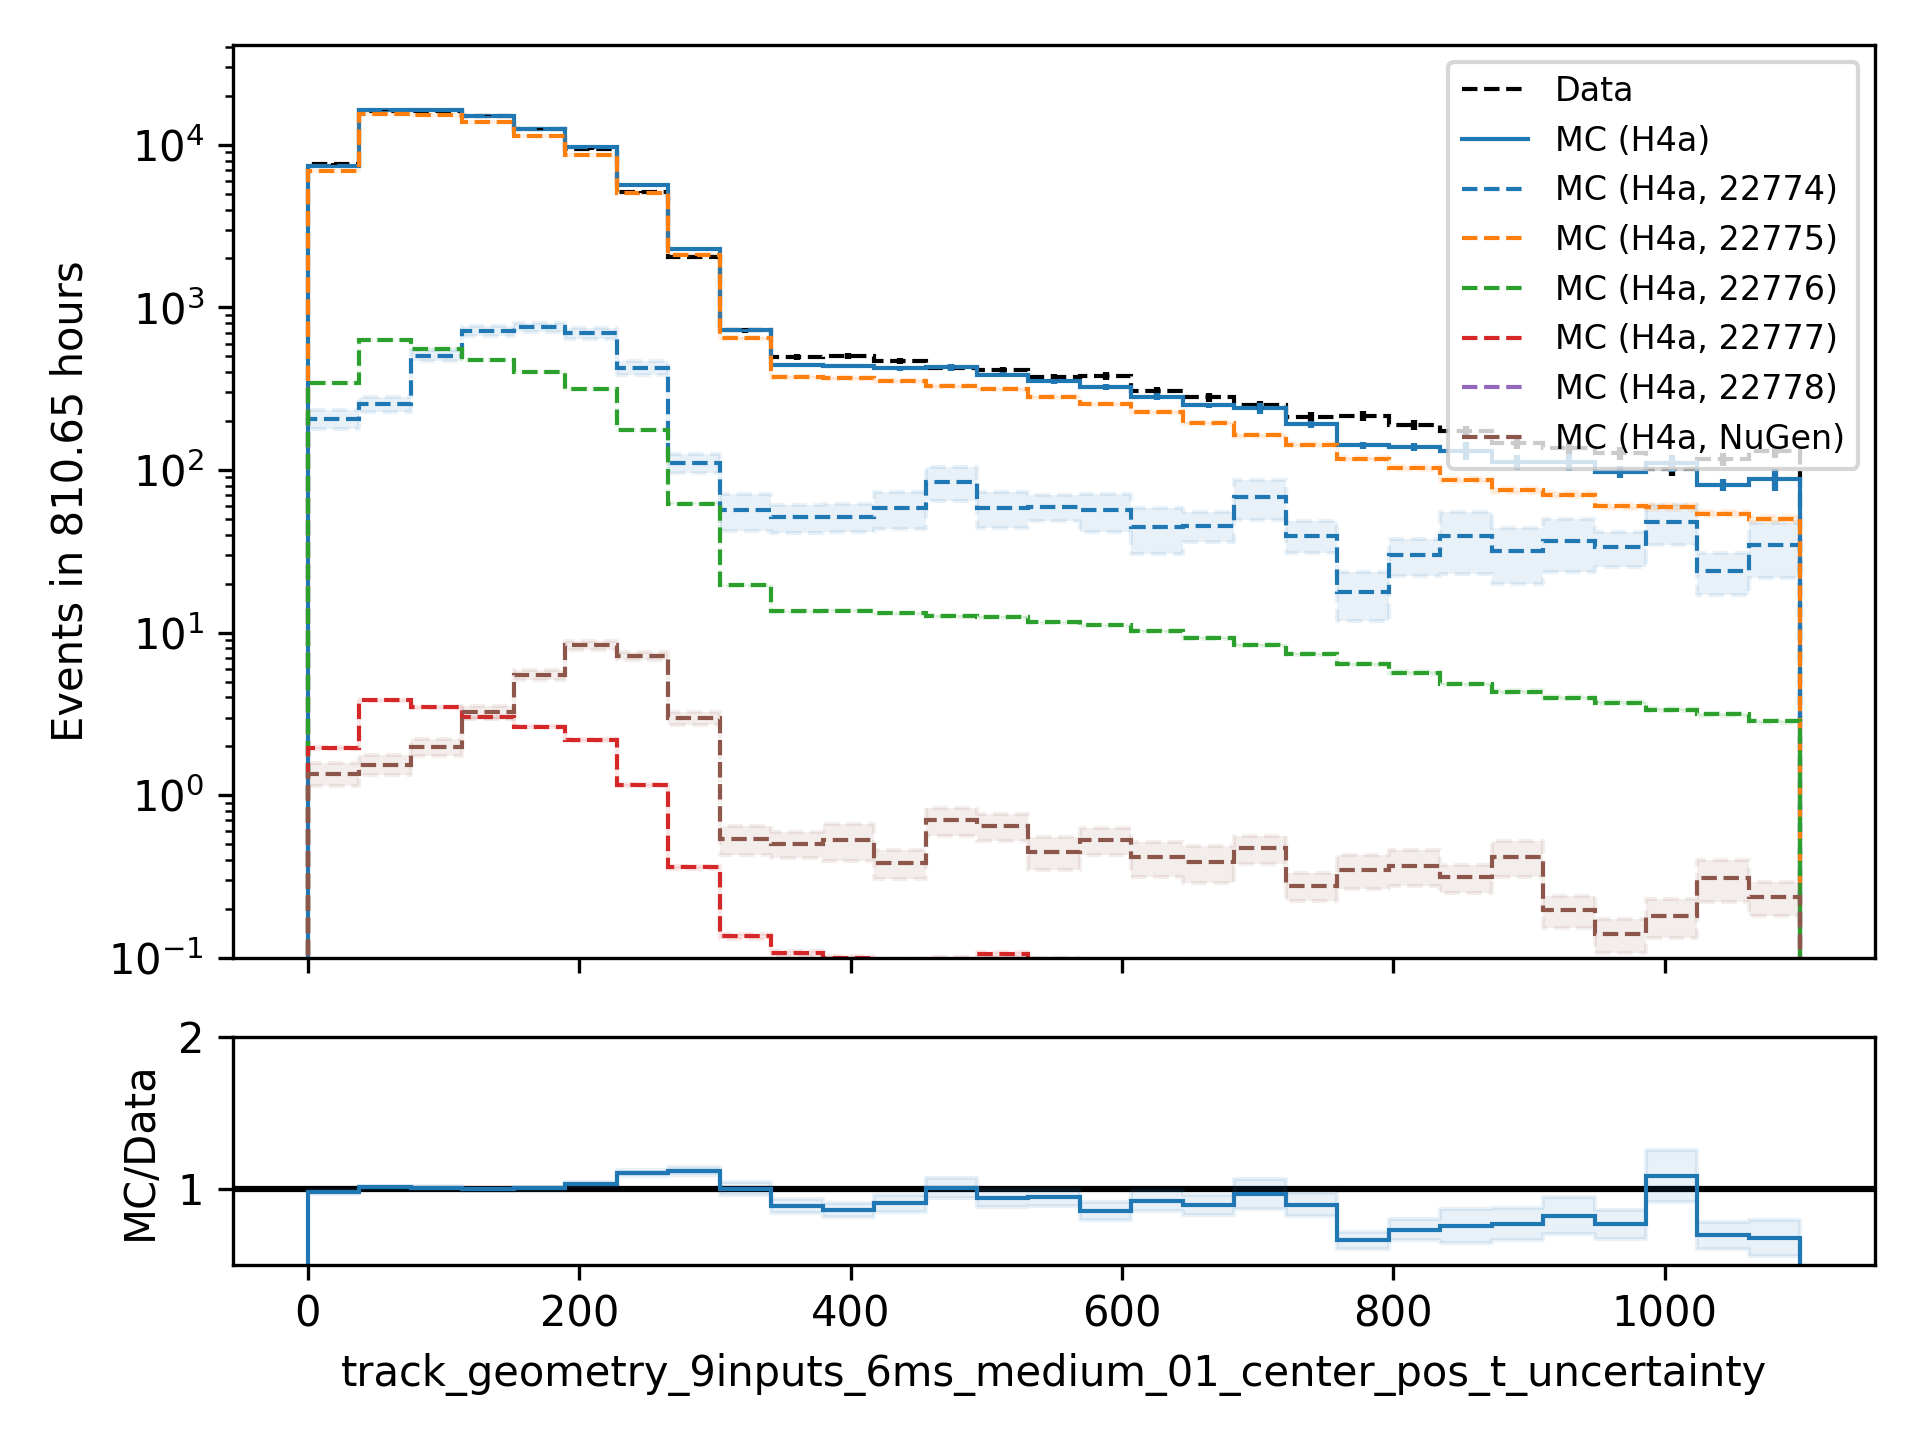 Events in 810.65 hours
10⁴
10³
10²
10¹
10⁰
10⁻¹
Data
MC (H4a)
MC (H4a, 22774)
MC (H4a, 22775)
MC (H4a, 22776)
MC (H4a, 22777)
MC (H4a, 22778)
MC (H4a, NuGen)
MC/Data
2
1
0 200 400 600 800 1000
track_geometry_9inputs_6ms_medium_01_center_pos_t_uncertainty